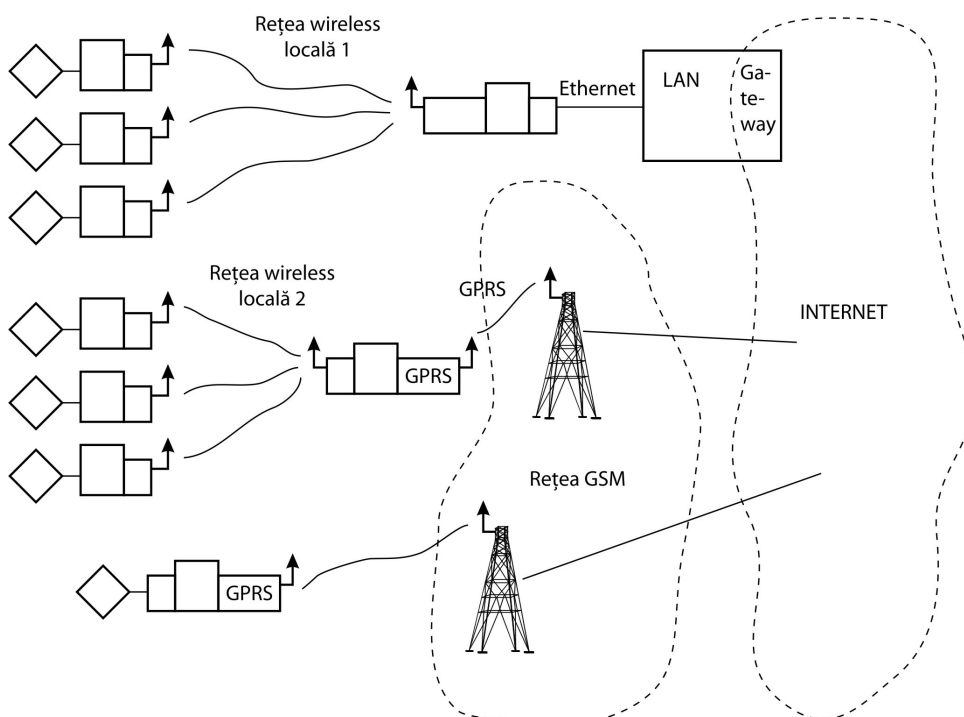 Rețea wireless
locală 1
Ethernet
LAN
Ga-
te-
way
Rețea wireless
locală 2
GPRS
GPRS
INTERNET
Rețea GSM
GPRS